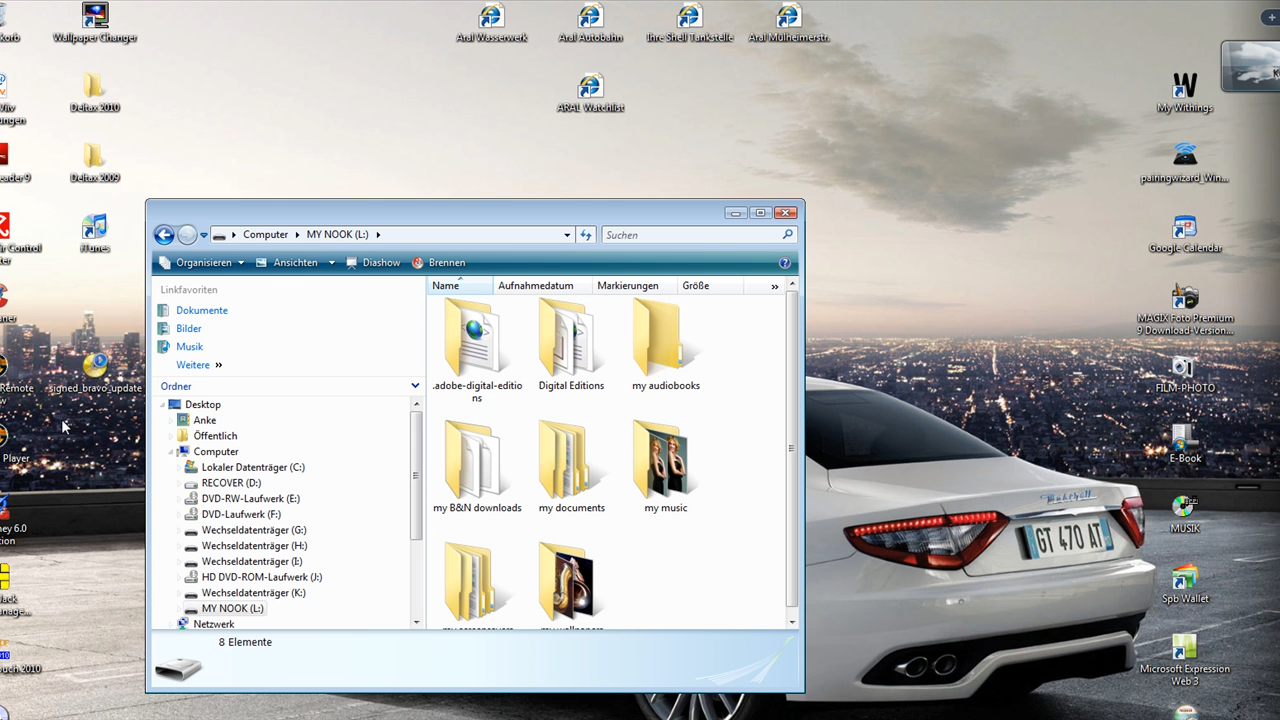 korb
Wallpaper Changer
Aral Wasserwerk
Aral Autobahn
Ihre Shell Tankstelle
Aral Mülheimerstr.
Deltax 2010
ARAL Watchlist
My Withings
eader 9
Deltax 2009
pairingwizard_Win...
ir Control
iTunes
Google Calendar
MAGIX Foto Premium
9 Download-Version...
Remote
signed_bravo_update
FILM-PHOTO
Player
E-Book
MUSIK
Spb Wallet
Microsoft Expression
Web 3
Computer
MY NOOK (L:)
Suchen
Organisieren
Ansichten
Diashow
Brennen
Linkfavoriten
Dokumente
Bilder
Musik
Weitere »
Ordner
Desktop
Anke
Öffentlich
Computer
Lokaler Datenträger (C:)
RECOVER (D:)
DVD-RW-Laufwerk (E:)
DVD-Laufwerk (F:)
Wechseldatenträger (G:)
Wechseldatenträger (H:)
Wechseldatenträger (I:)
HD DVD-ROM-Laufwerk (J:)
Wechseldatenträger (K:)
MY NOOK (L:)
Netzwerk
Name
Aufnahmedatum
Markierungen
Größe
»
.adobe-digital-editio
ns
Digital Editions
my audiobooks
my B&N downloads
my documents
my music
8 Elemente
GT 470 AT